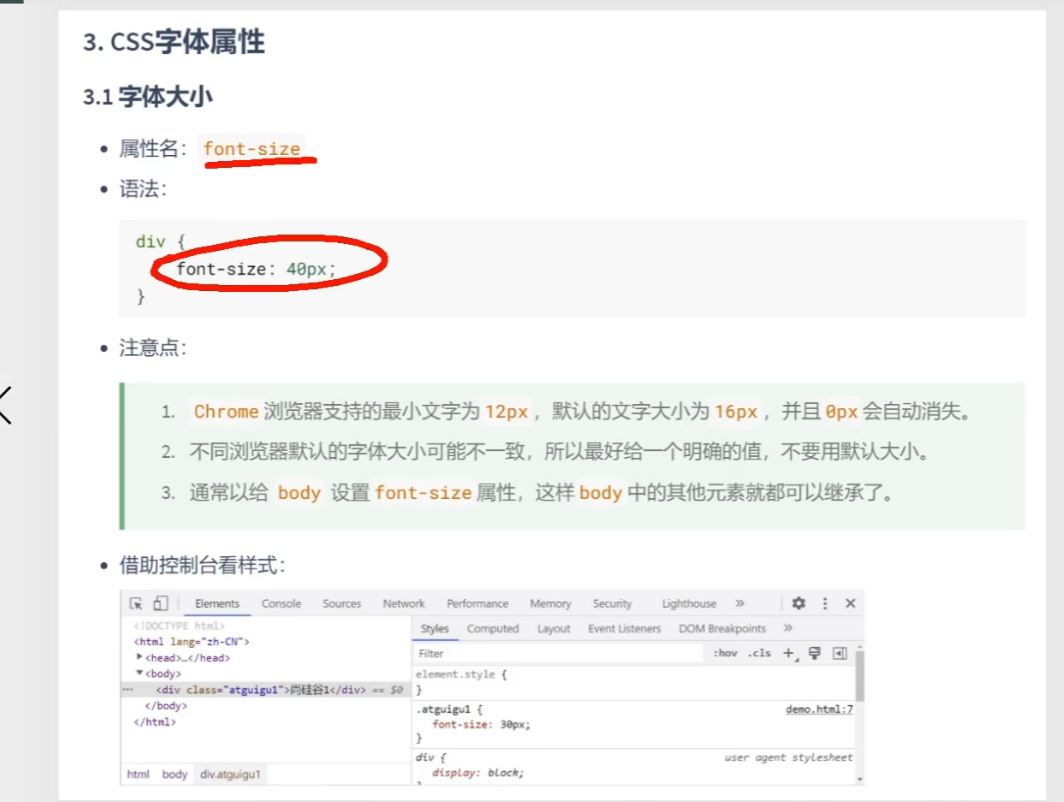 3. CSS字体属性
3.1 字体大小
• 属性名： font-size
• 语法：
div {
font-size: 40px;
}
• 注意点：
1. Chrome 浏览器支持的最小文字为 12px ，默认的文字大小为 16px ，并且 0px 会自动消失。
2. 不同浏览器默认的字体大小可能不一致，所以最好给一个明确的值，不要用默认大小。
3. 通常以给 body 设置 font-size 属性，这样 body 中的其他元素就都可以继承了。
• 借助控制台看样式：
Elements Console Sources Network Performance Memory Security Lighthouse »
<!DOCTYPE html>
<html lang="zh-CN">
<head>…</head>
<body>
<div class="atguigu1">尚硅谷1</div> == $0
</body>
</html>
html body div.atguigu1
Styles Computed Layout Event Listeners DOM Breakpoints »
Filter :hov .cls +
element.style {
}
.atguigu1 { demo.html:7
font-size: 30px;
}
div { user agent stylesheet
display: block;